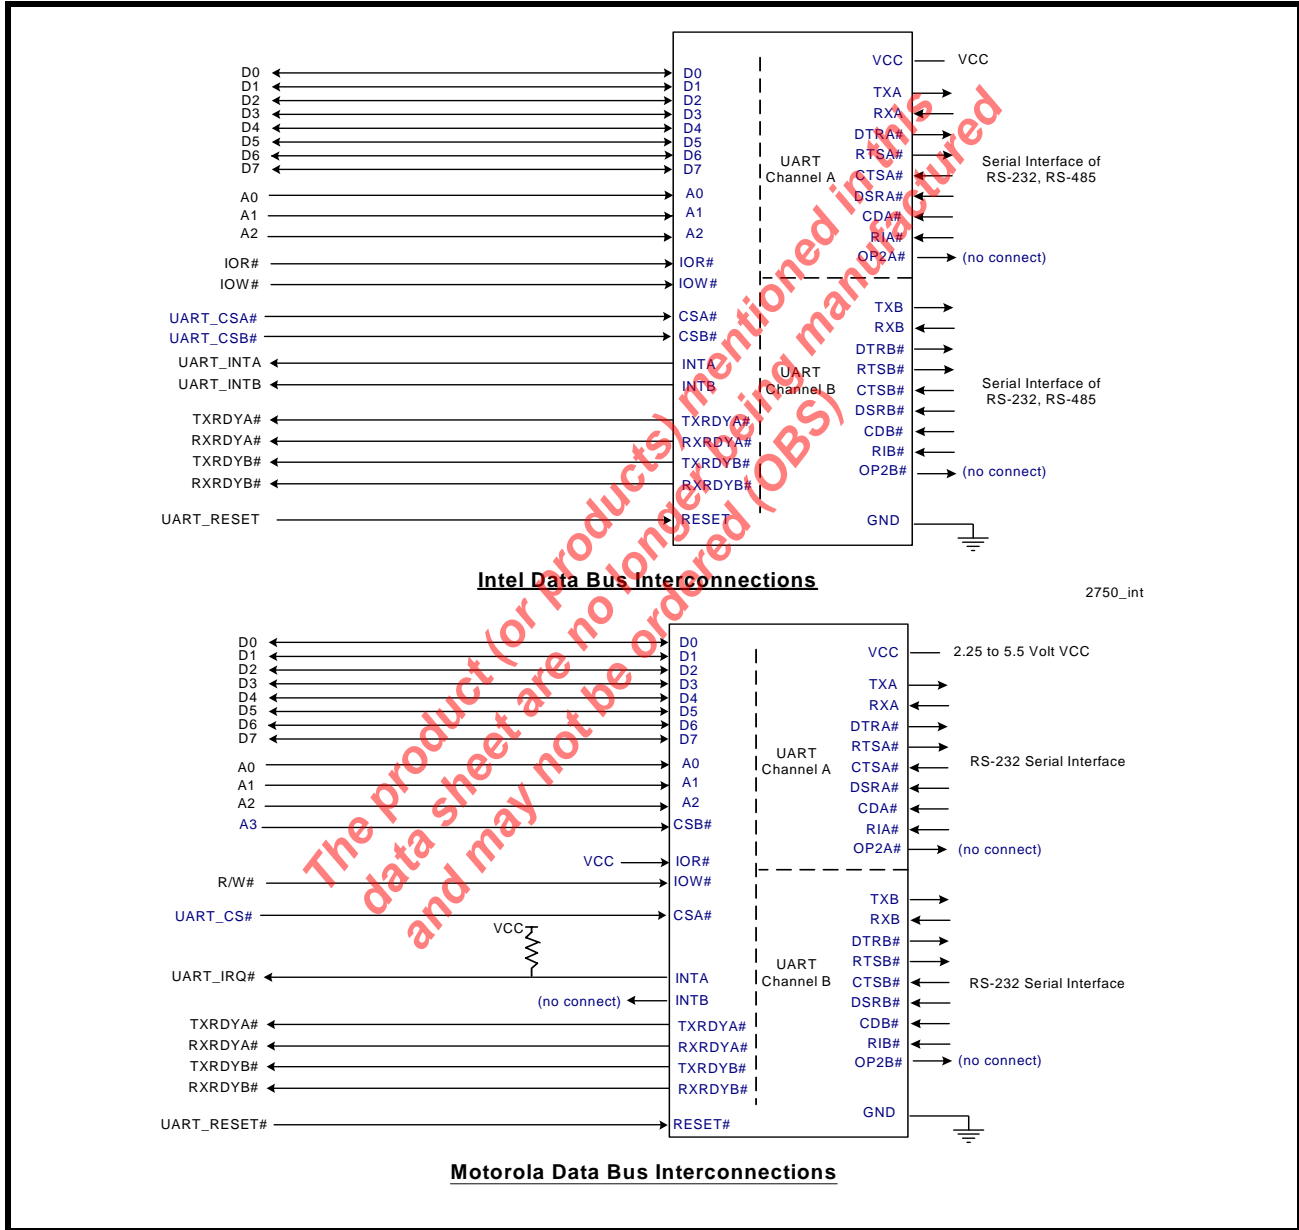 D0
D1
D2
D3
D4
D5
D6
D7
A0
A1
A2
IOR#
IOW#
UART_CSA#
UART_CSB#
UART_INTA
UART_INTB
TXRDYA#
RXRDYA#
TXRDYB#
RXRDYB#
UART_RESET
D0
D1
D2
D3
D4
D5
D6
D7
A0
A1
A2
IOR#
IOW#
CSA#
CSB#
INTA
INTB
TXRDYA#
RXRDYA#
TXRDYB#
RXRDYB#
RESET
UART
Channel A
UART
Channel B
VCC
TXA
RXA
DTRA#
RTSA#
CTSA#
DSRA#
CDA#
RIA#
OP2A#
TXB
RXB
DTRB#
RTSB#
CTSB#
DSRB#
CDB#
RIB#
OP2B#
GND
VCC
Serial Interface of
RS-232, RS-485
(no connect)
Serial Interface of
RS-232, RS-485
(no connect)
Intel Data Bus Interconnections
2750_int
D0
D1
D2
D3
D4
D5
D6
D7
A0
A1
A2
A3
VCC
R/W#
UART_CS#
VCC
UART_IRQ#
(no connect)
TXRDYA#
RXRDYA#
TXRDYB#
RXRDYB#
UART_RESET#
D0
D1
D2
D3
D4
D5
D6
D7
A0
A1
A2
CSB#
IOR#
IOW#
CSA#
INTA
INTB
TXRDYA#
RXRDYA#
TXRDYB#
RXRDYB#
RESET#
UART
Channel A
UART
Channel B
VCC
TXA
RXA
DTRA#
RTSA#
CTSA#
DSRA#
CDA#
RIA#
OP2A#
TXB
RXB
DTRB#
RTSB#
CTSB#
DSRB#
CDB#
RIB#
OP2B#
GND
2.25 to 5.5 Volt VCC
RS-232 Serial Interface
(no connect)
RS-232 Serial Interface
(no connect)
Motorola Data Bus Interconnections
The product (or products) mentioned in this
data sheet are no longer being manufactured
and may not be ordered (OBS)